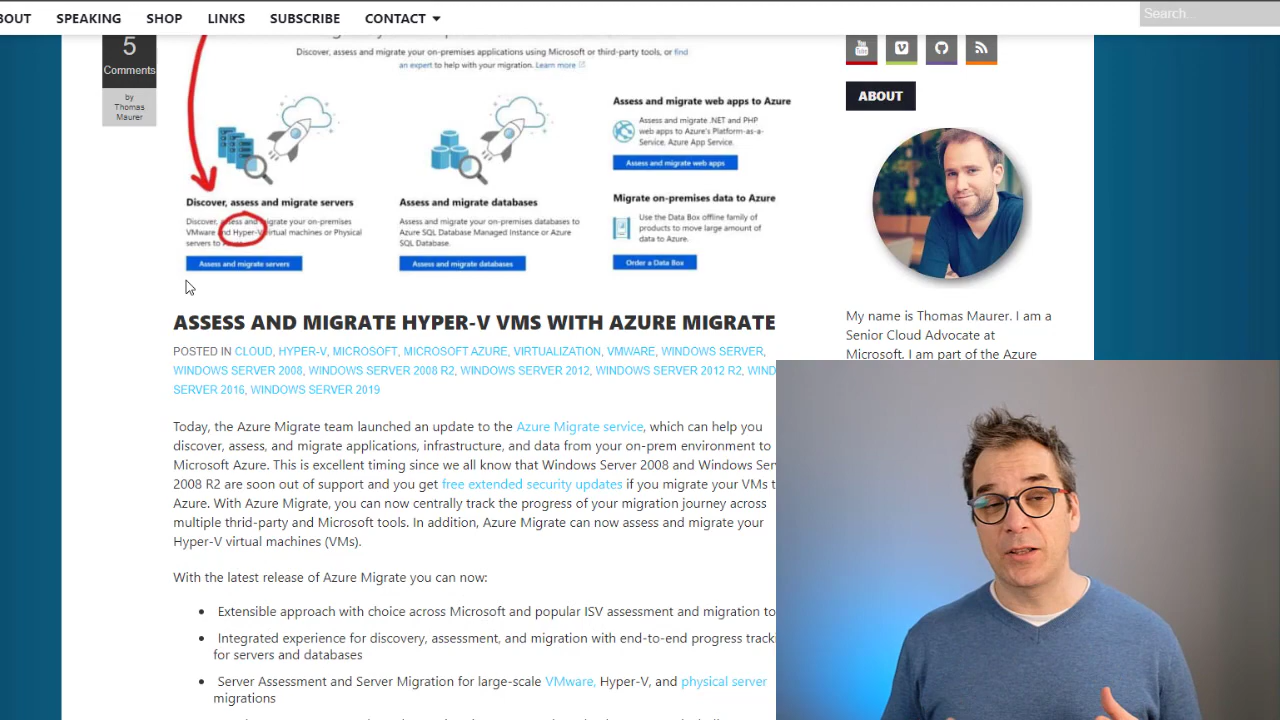 BOUT SPEAKING SHOP LINKS SUBSCRIBE CONTACT
Search...
5
Comments
by
Thomas
Maurer
Discover, assess and migrate your on-premises applications using Microsoft or third-party tools, or find
an expert to help with your migration. Learn more
Discover, assess and migrate servers
Discover, assess and migrate your on-premises
VMware and Hyper-V virtual machines or Physical
servers to Azure.
Assess and migrate servers
Assess and migrate databases
Assess and migrate your on-premises databases to
Azure SQL Database Managed Instance or Azure
SQL Database.
Assess and migrate databases
Assess and migrate web apps to Azure
Assess and migrate .NET and PHP
web apps to Azure's Platform-as-a-
Service, Azure App Service.
Assess and migrate web apps
Migrate on-premises data to Azure
Use the Data Box offline family of
products to move large amount of
data to Azure.
Order a Data Box
ASSESS AND MIGRATE HYPER-V VMS WITH AZURE MIGRATE
POSTED IN CLOUD, HYPER-V, MICROSOFT, MICROSOFT AZURE, VIRTUALIZATION, VMWARE, WINDOWS SERVER,
WINDOWS SERVER 2008, WINDOWS SERVER 2008 R2, WINDOWS SERVER 2012, WINDOWS SERVER 2012 R2, WIND
SERVER 2016, WINDOWS SERVER 2019
Today, the Azure Migrate team launched an update to the Azure Migrate service, which can help you
discover, assess, and migrate applications, infrastructure, and data from your on-prem environment to
Microsoft Azure. This is excellent timing since we all know that Windows Server 2008 and Windows Ser
2008 R2 are soon out of support and you get free extended security updates if you migrate your VMs t
Azure. With Azure Migrate, you can now centrally track the progress of your migration journey across
multiple thrid-party and Microsoft tools. In addition, Azure Migrate can now assess and migrate your
Hyper-V virtual machines (VMs).
With the latest release of Azure Migrate you can now:
Extensible approach with choice across Microsoft and popular ISV assessment and migration to
Integrated experience for discovery, assessment, and migration with end-to-end progress tracki
for servers and databases
Server Assessment and Server Migration for large-scale VMware, Hyper-V, and physical server
migrations
You Tube
ABOUT
My name is Thomas Maurer. I am a
Senior Cloud Advocate at
Microsoft. I am part of the Azure